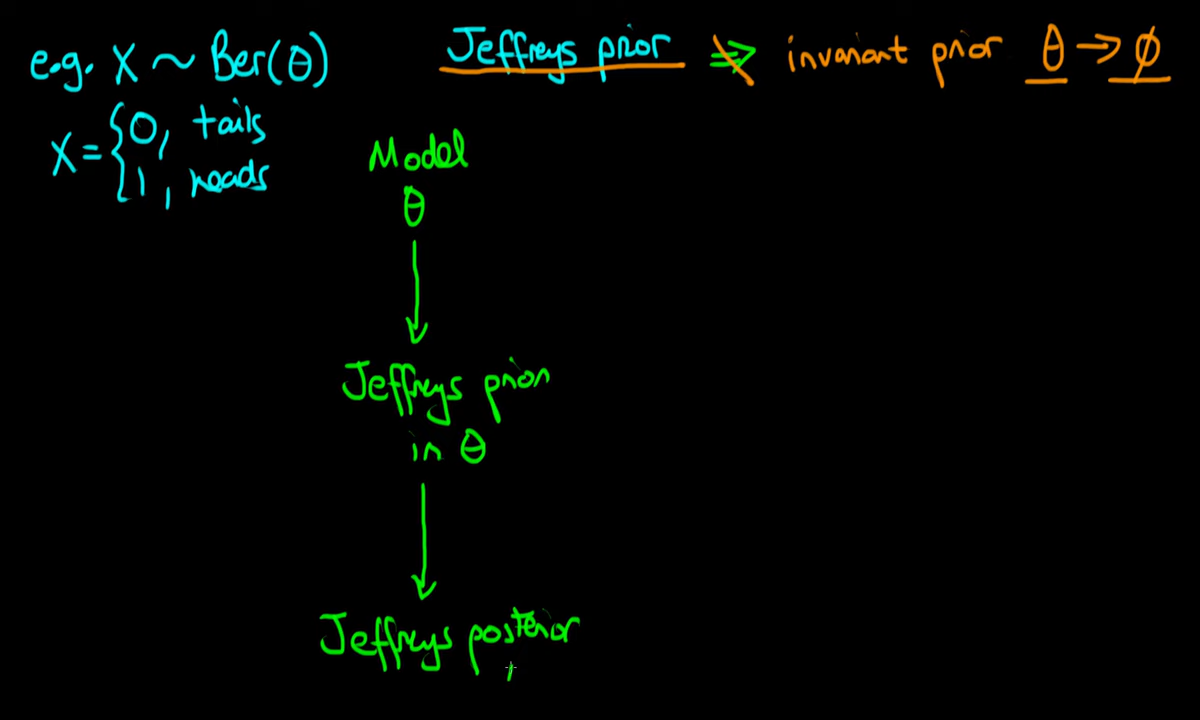 e.g. X ~ Ber(θ)
X = { 0, tails
1, heads
Jeffreys prior ⇏ invariant prior θ → ϕ
Model
θ
Jeffreys prior
in θ
Jeffreys posterior